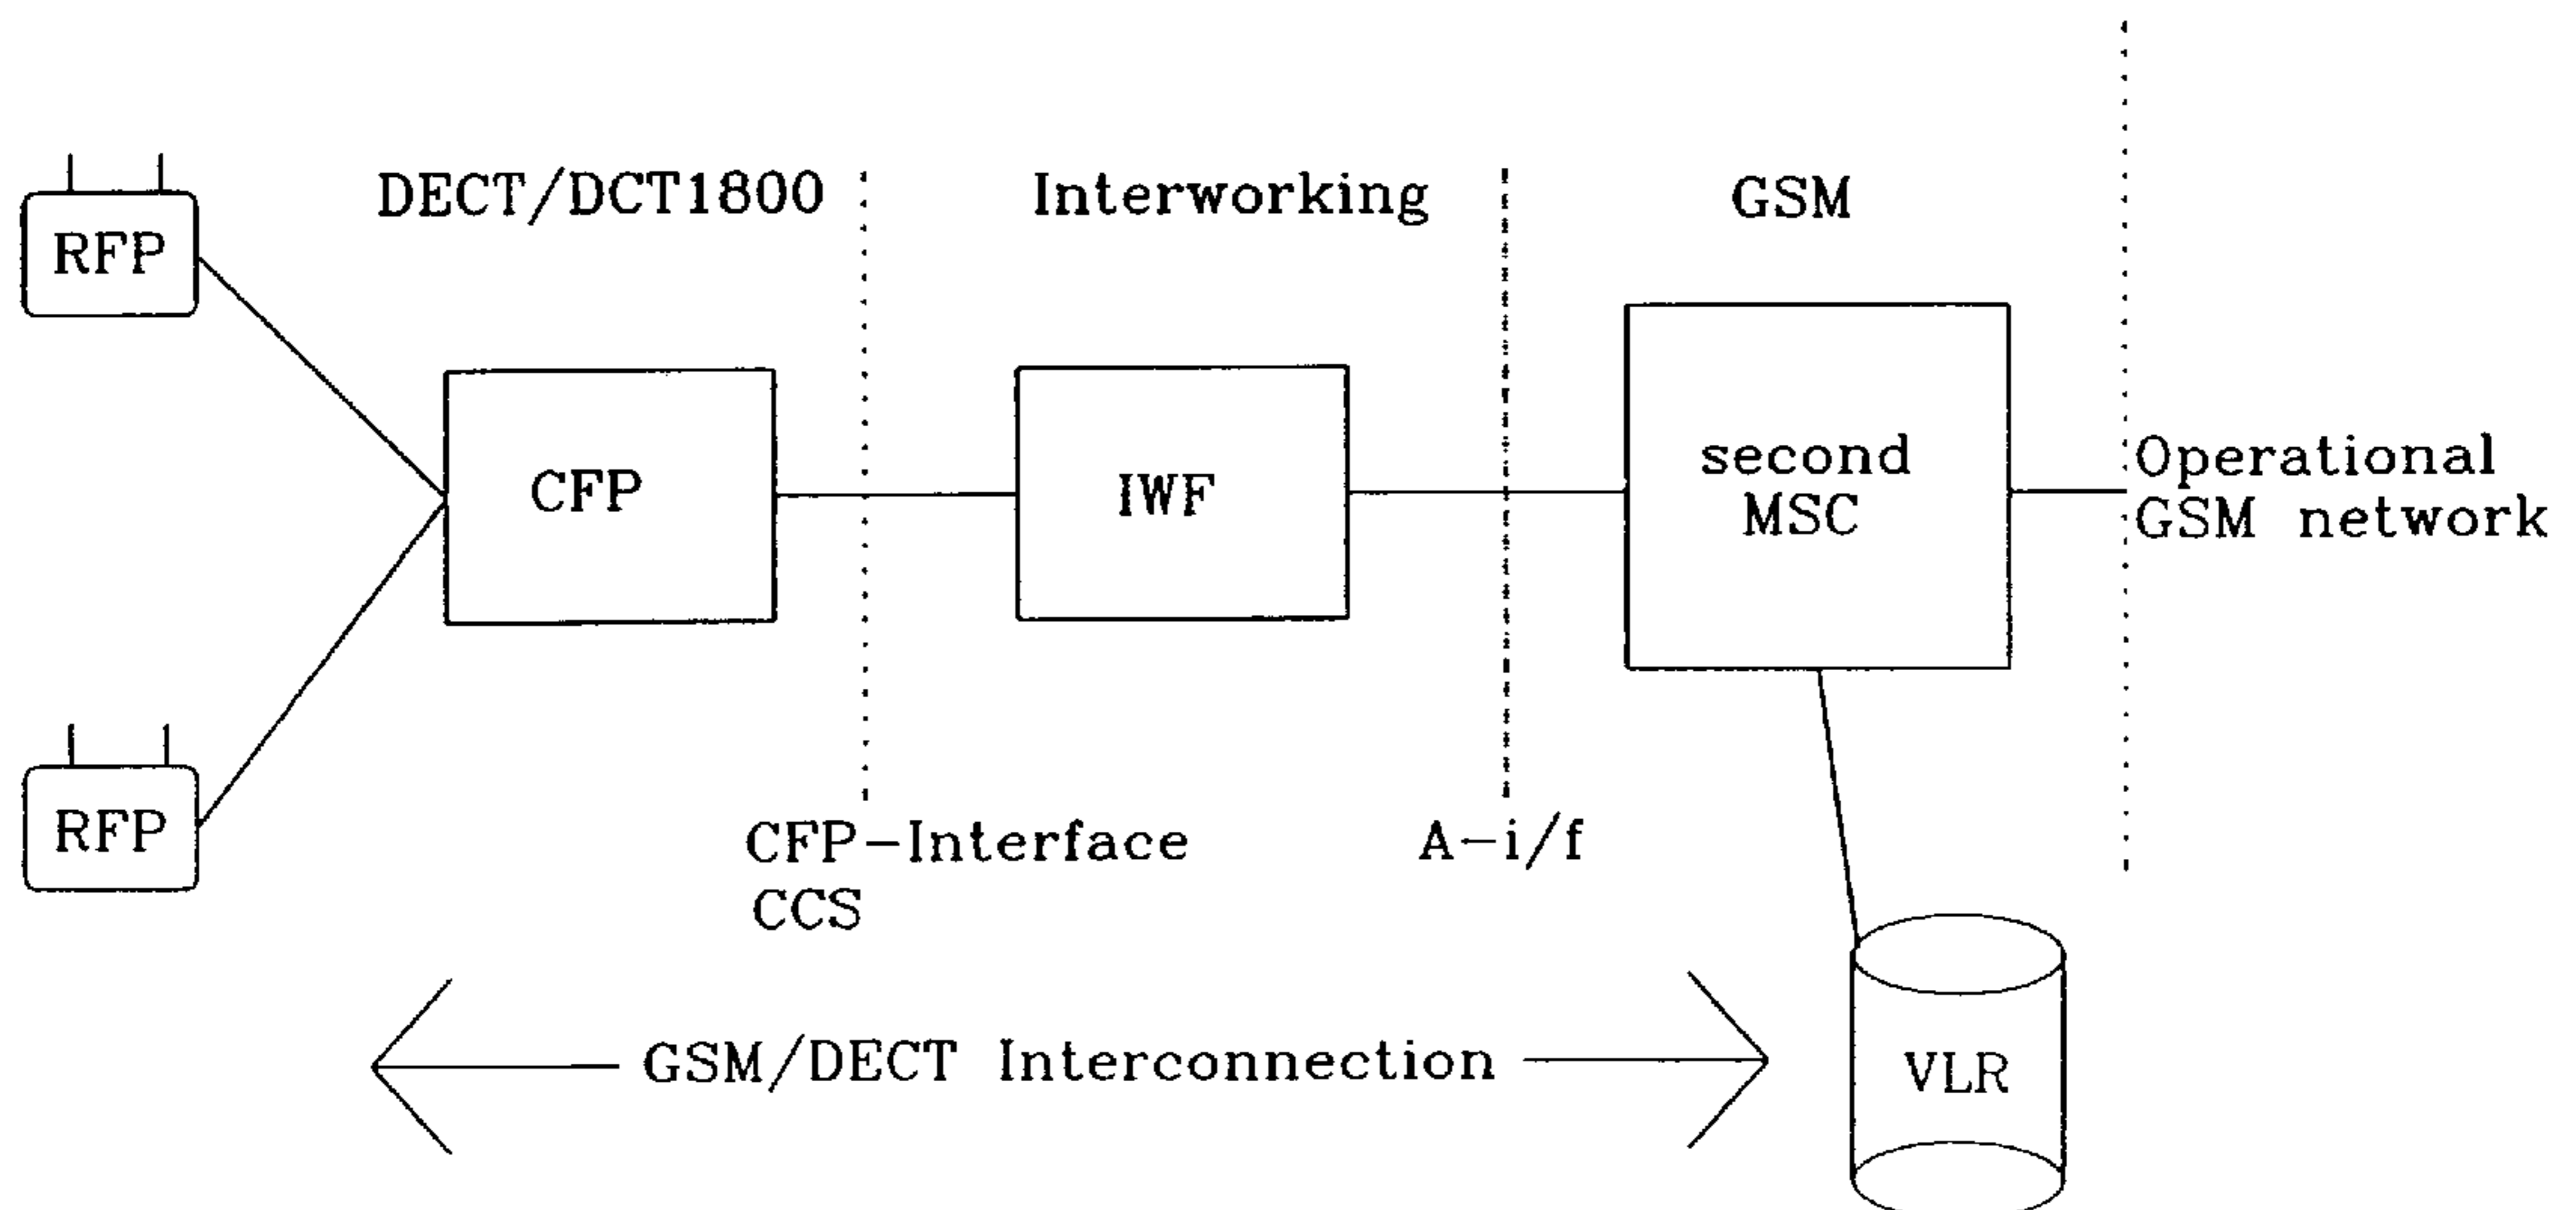 DECT/DCT1800
Interworking
GSM
RFP
CFP
IWF
second
MSC
Operational
GSM network
RFP
CFP-Interface
CCS
A-i/f
GSM/DECT Interconnection
VLR